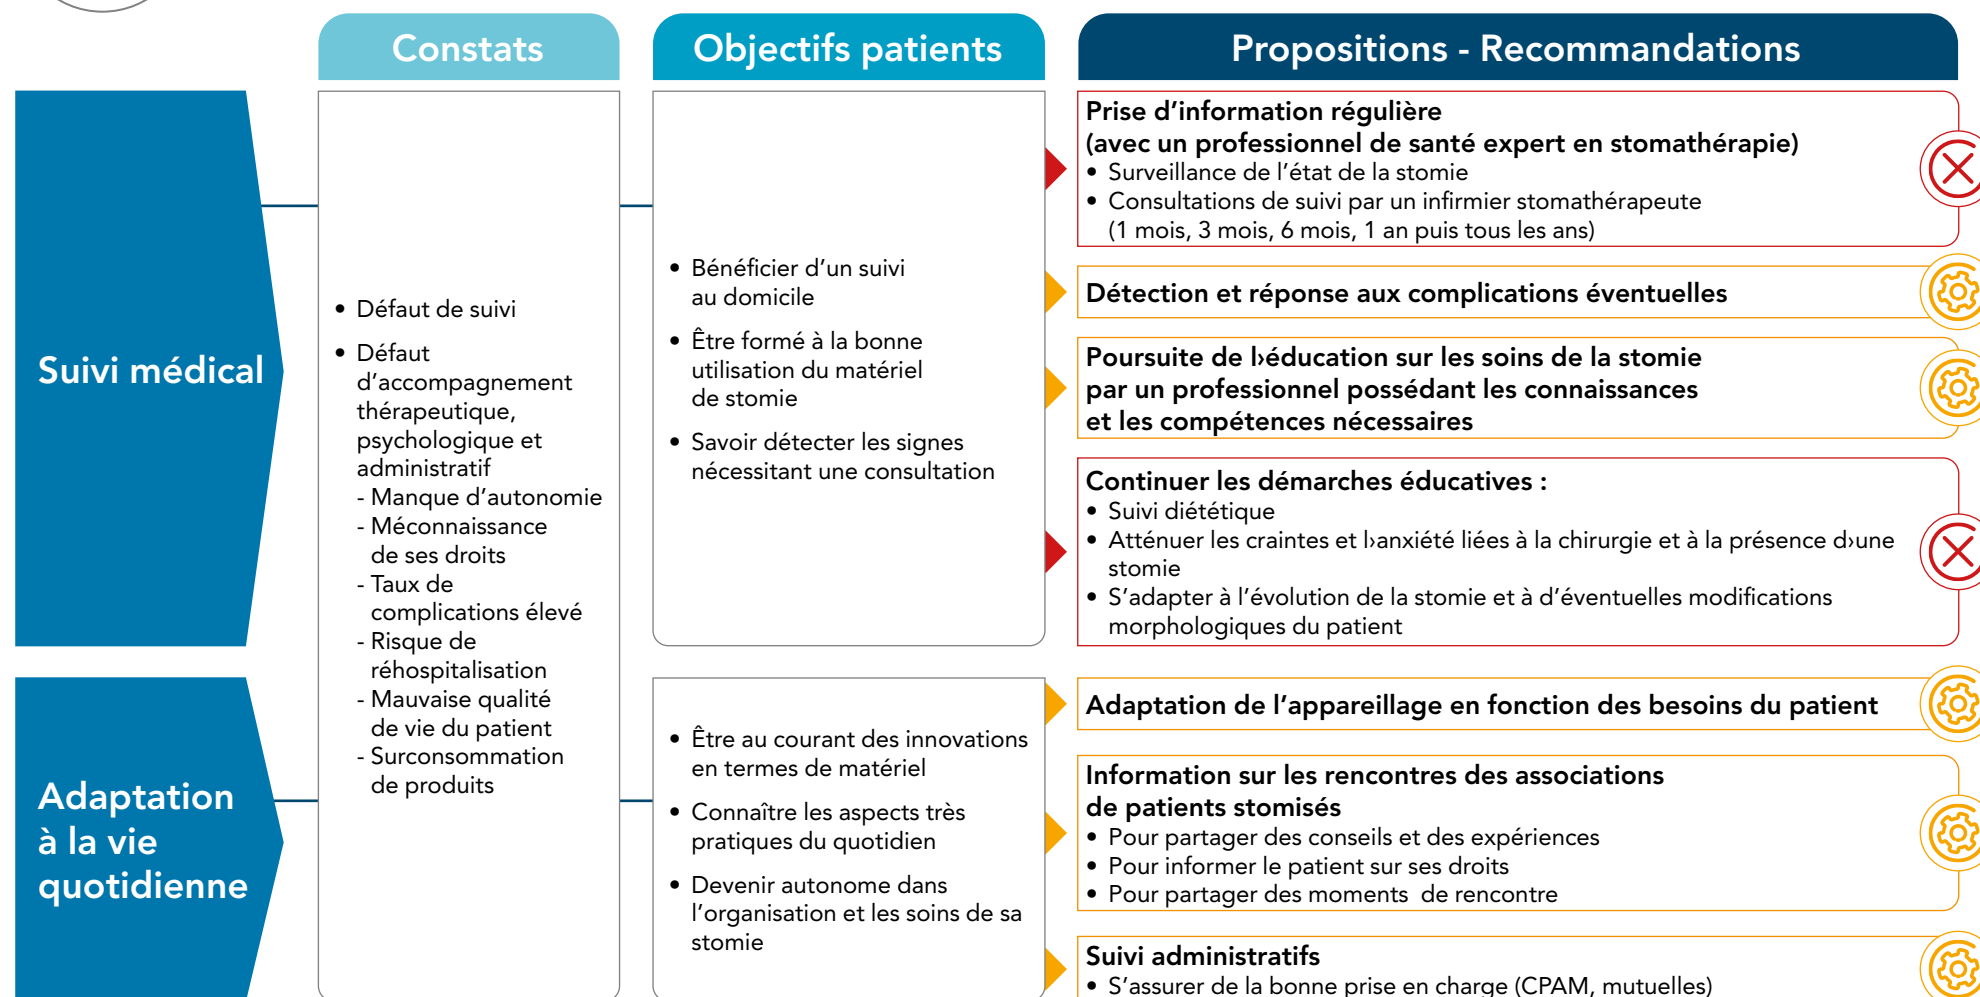 Constats
Objectifs patients
Propositions - Recommandations
Suivi médical
• Défaut de suivi
• Défaut
d’accompagnement
thérapeutique,
psychologique et
administratif
- Manque d’autonomie
- Méconnaissance
de ses droits
- Taux de
complications élevé
- Risque de
réhospitalisation
- Mauvaise qualité
de vie du patient
- Surconsommation
de produits
• Bénéficier d’un suivi
au domicile
• Être formé à la bonne
utilisation du matériel
de stomie
• Savoir détecter les signes
nécessitant une consultation
Prise d’information régulière
(avec un professionnel de santé expert en stomathérapie)
• Surveillance de l’état de la stomie
• Consultations de suivi par un infirmier stomathérapeute
(1 mois, 3 mois, 6 mois, 1 an puis tous les ans)
Détection et réponse aux complications éventuelles
Poursuite de l›éducation sur les soins de la stomie
par un professionnel possédant les connaissances
et les compétences nécessaires
Continuer les démarches éducatives :
• Suivi diététique
• Atténuer les craintes et l›anxiété liées à la chirurgie et à la présence d›une
stomie
• S’adapter à l’évolution de la stomie et à d’éventuelles modifications
morphologiques du patient
Adaptation
à la vie
quotidienne
• Être au courant des innovations
en termes de matériel
• Connaître les aspects très
pratiques du quotidien
• Devenir autonome dans
l’organisation et les soins de sa
stomie
Adaptation de l’appareillage en fonction des besoins du patient
Information sur les rencontres des associations
de patients stomisés
• Pour partager des conseils et des expériences
• Pour informer le patient sur ses droits
• Pour partager des moments  de rencontre
Suivi administratifs
• S’assurer de la bonne prise en charge (CPAM, mutuelles)